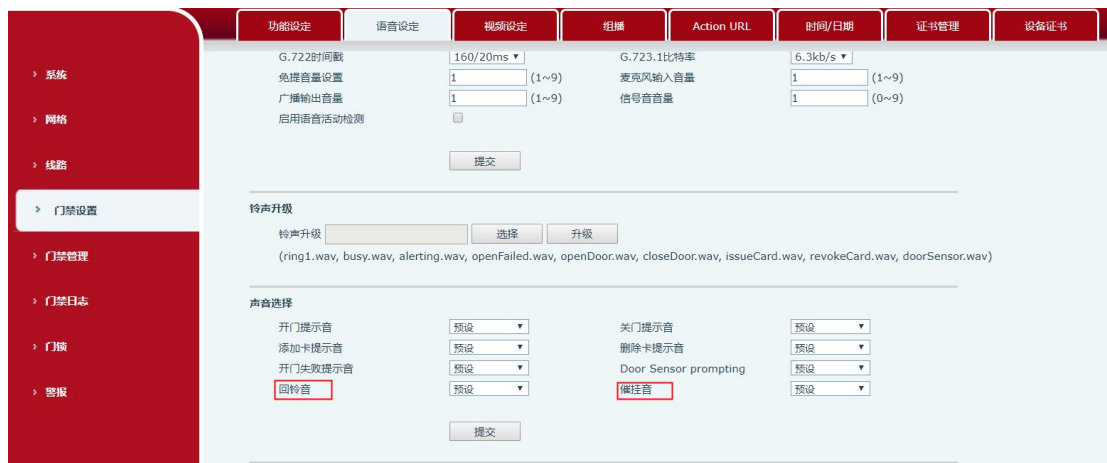 功能设定 语音设定 视频设定 组播 Action URL 时间/日期 证书管理 设备证书
› 系统
› 网络
› 线路
› 门禁设置
› 门禁管理
› 门禁日志
› 门锁
› 警报
G.722时间戳 160/20ms ▼ G.723.1比特率 6.3kb/s ▼
免提音量设置 1 (1~9) 麦克风输入音量 1 (1~9)
广播输出音量 1 (1~9) 信号音音量 1 (0~9)
启用语音活动检测
提交
铃声升级
铃声升级 选择 升级
(ring1.wav, busy.wav, alerting.wav, openFailed.wav, openDoor.wav, closeDoor.wav, issueCard.wav, revokeCard.wav, doorSensor.wav)
声音选择
开门提示音 预设 ▼ 关门提示音 预设 ▼
添加卡提示音 预设 ▼ 删除卡提示音 预设 ▼
开门失败提示音 预设 ▼ Door Sensor prompting 预设 ▼
回铃音 预设 ▼ 催挂音 预设 ▼
提交